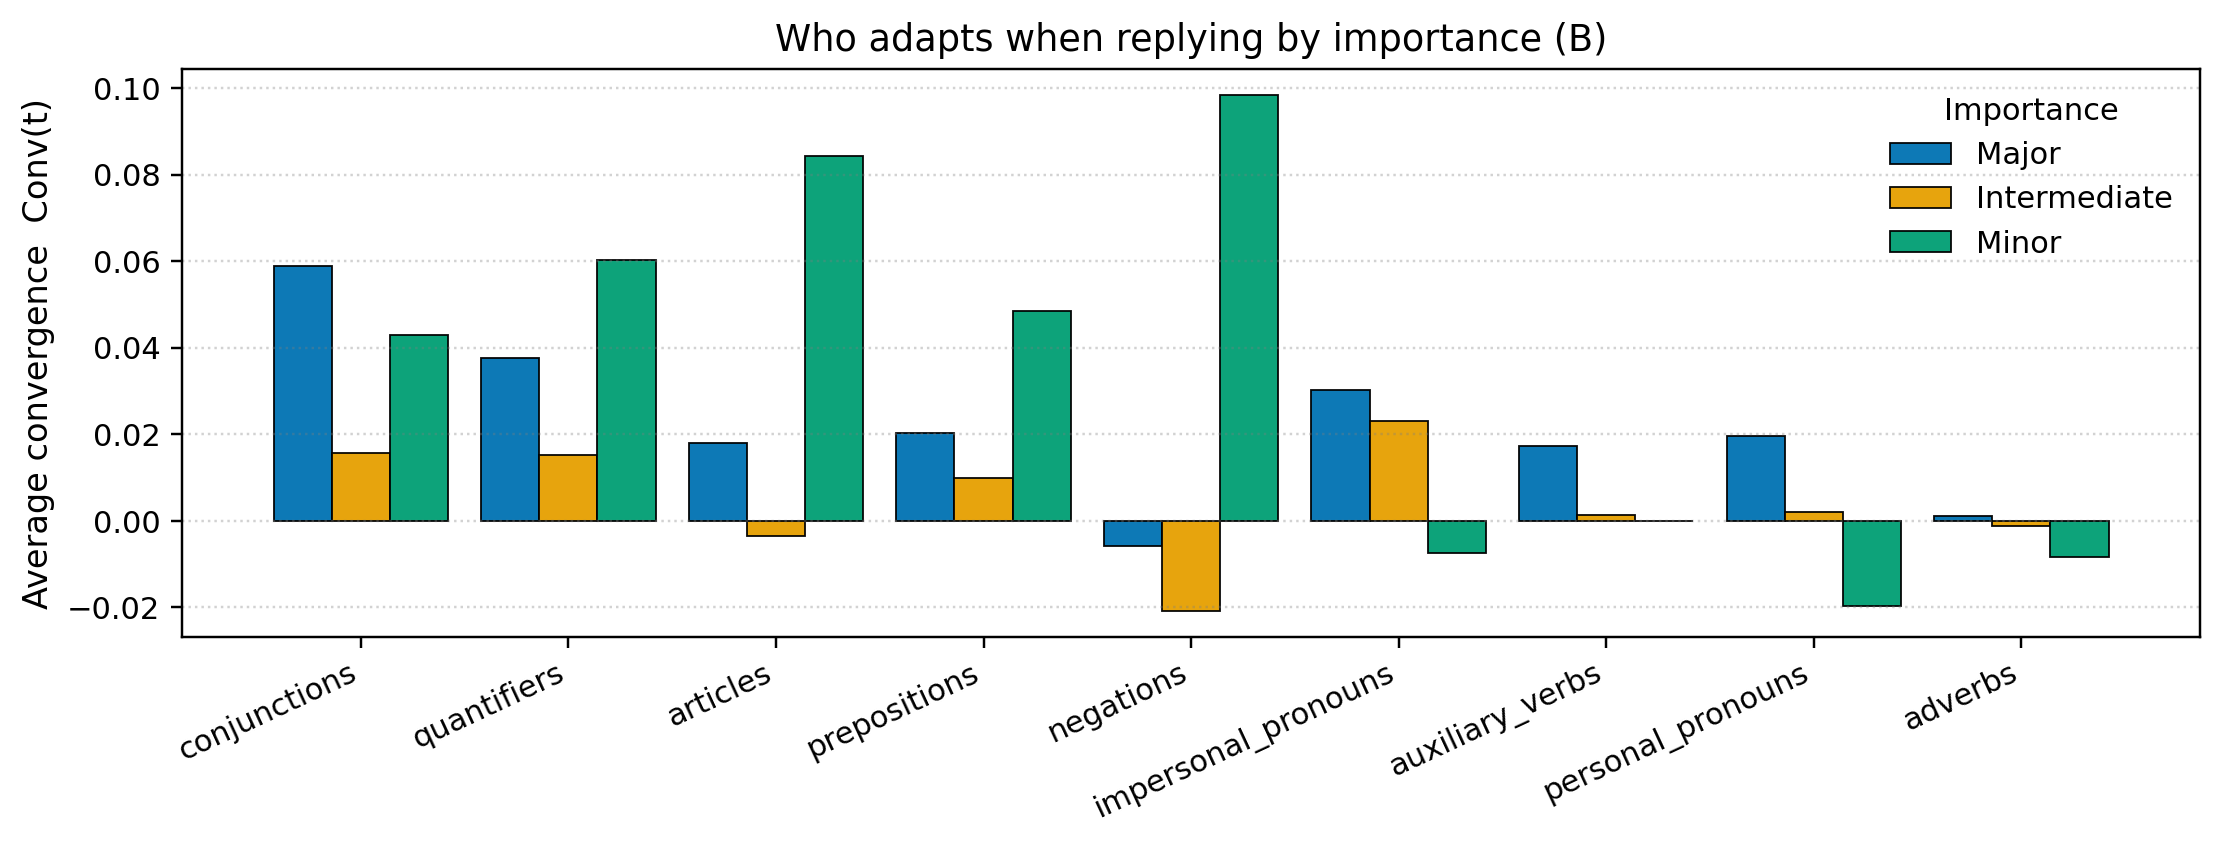 Who adapts when replying by importance (B)
Average convergence  Conv(t)
0.10
0.08
0.06
0.04
0.02
0.00
−0.02
Importance
Major
Intermediate
Minor
conjunctions
quantifiers
articles
prepositions
negations
impersonal_pronouns
auxiliary_verbs
personal_pronouns
adverbs